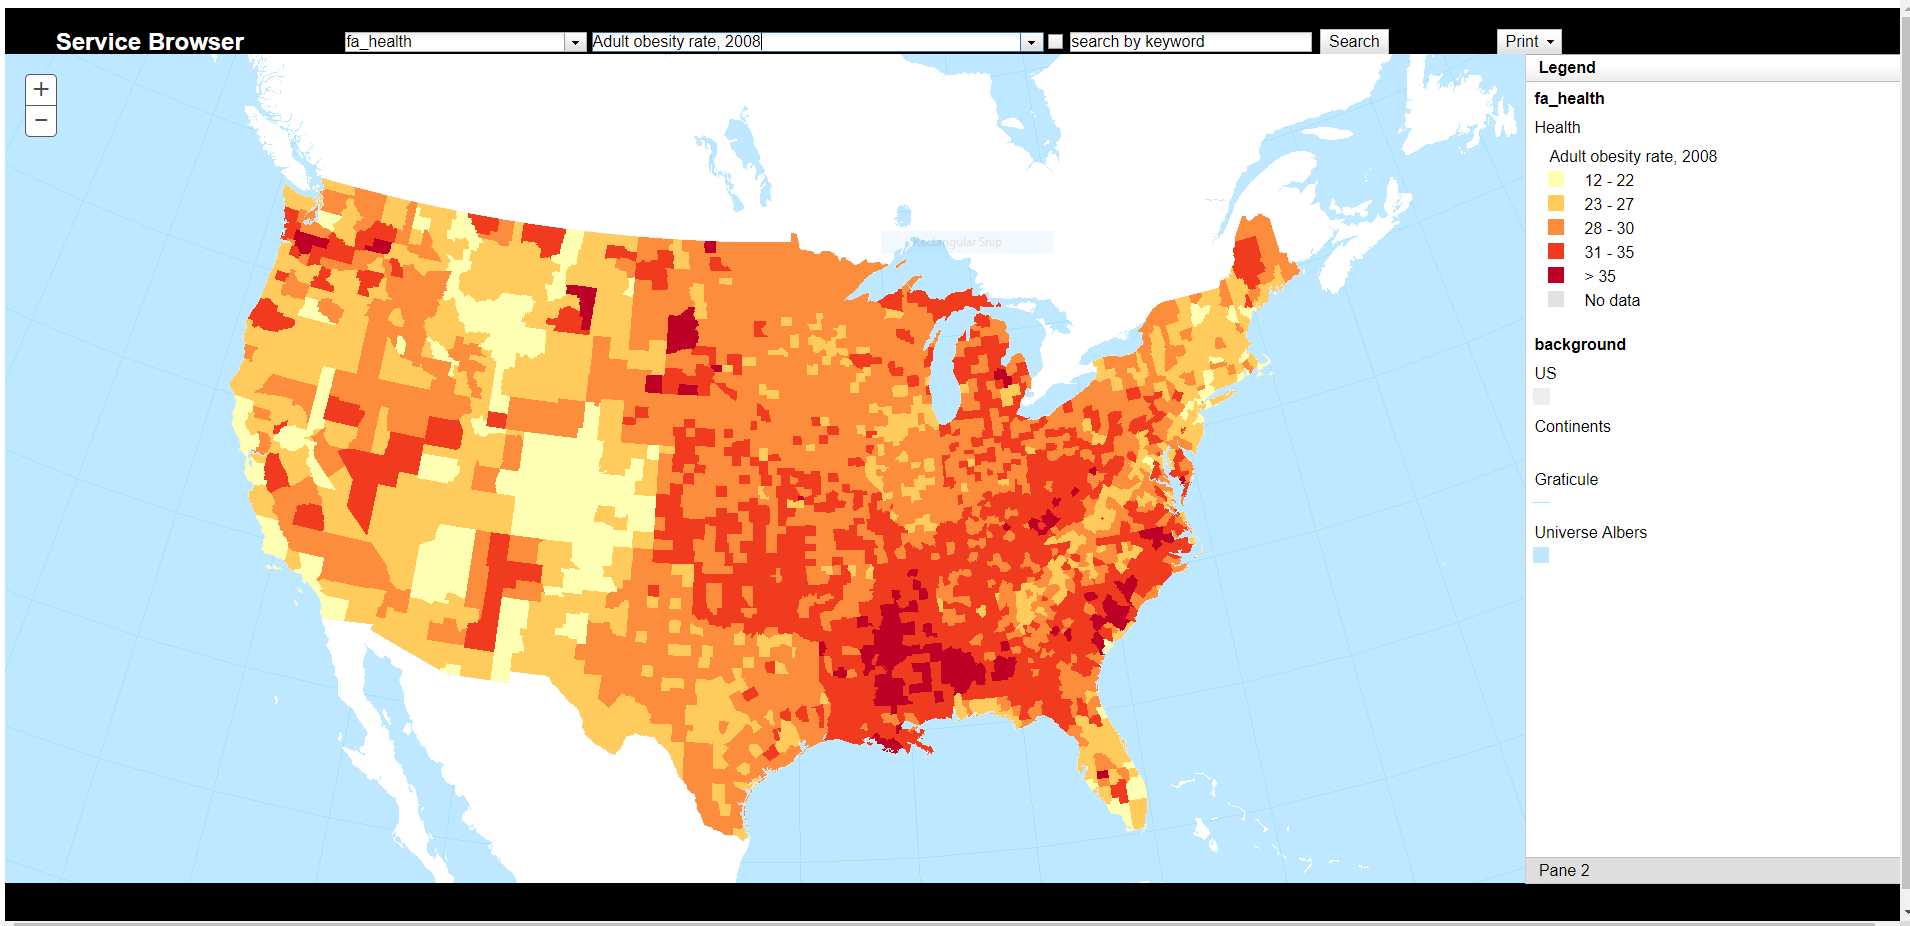 Service Browser
fa_health
Adult obesity rate, 2008
search by keyword
Search
Print
+
−
Rectangular Snip
Legend
fa_health
Health
Adult obesity rate, 2008
12 - 22
23 - 27
28 - 30
31 - 35
> 35
No data
background
US
Continents
Graticule
Universe Albers
Pane 2